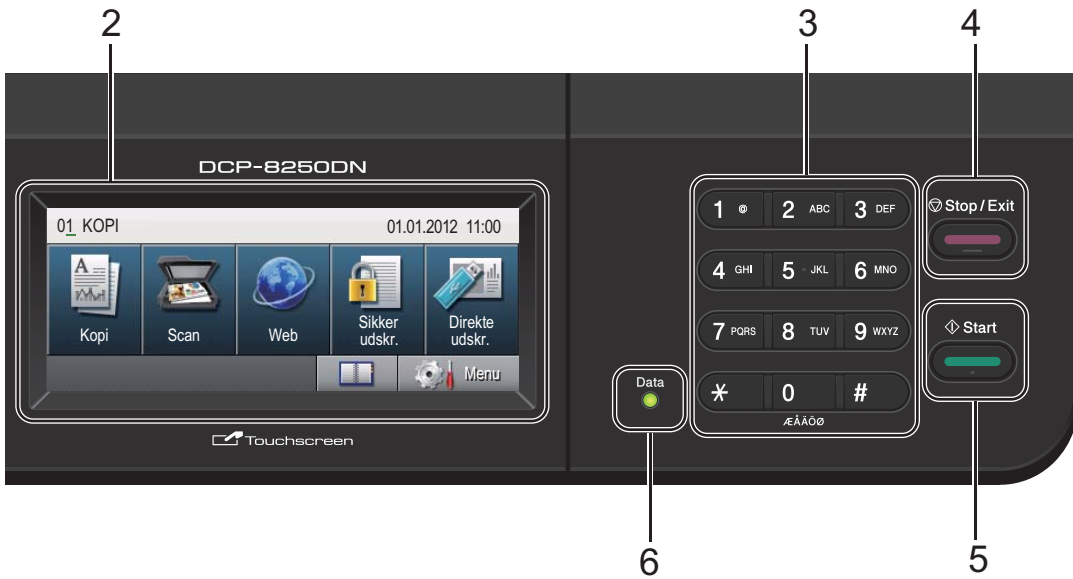 2
3
4
DCP-8250DN
01 KOPI 01.01.2012 11:00
Kopi
Scan
Web
Sikker
udskr.
Direkte
udskr.
Menu
Touchscreen
1 @ 2 ABC 3 DEF
4 GHI 5 JKL 6 MNO
7 PQRS 8 TUV 9 WXYZ
* 0 #
ÆÅÄÖØ
Stop / Exit
Start
Data
6
5